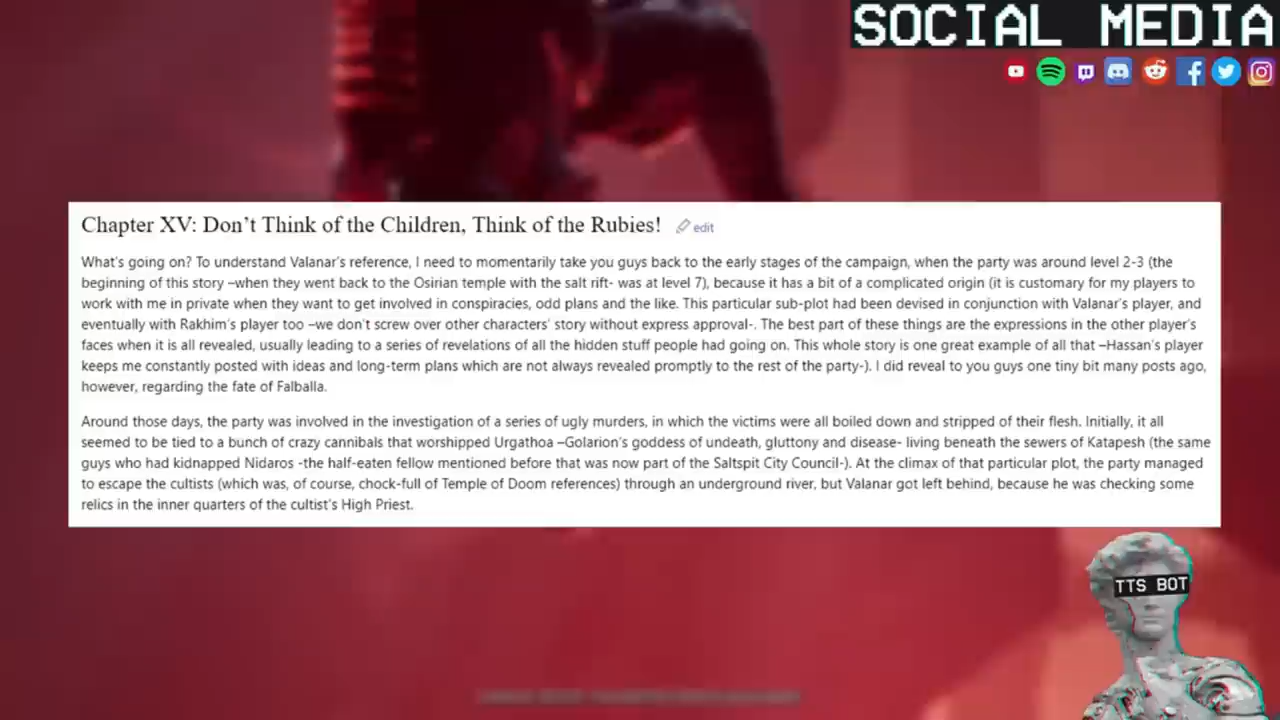 SOCIAL MEDIA
Chapter XV: Don't Think of the Children, Think of the Rubies! edit
What's going on? To understand Valanar's reference, I need to momentarily take you guys back to the early stages of the campaign, when the party was around level 2-3 (the
beginning of this story –when they went back to the Osirian temple with the salt rift- was at level 7), because it has a bit of a complicated origin (it is customary for my players to
work with me in private when they want to get involved in conspiracies, odd plans and the like. This particular sub-plot had been devised in conjunction with Valanar's player, and
eventually with Rakhim's player too –we don't screw over other characters' story without express approval-. The best part of these things are the expressions in the other player's
faces when it is all revealed, usually leading to a series of revelations of all the hidden stuff people had going on. This whole story is one great example of all that –Hassan's player
keeps me constantly posted with ideas and long-term plans which are not always revealed promptly to the rest of the party-). I did reveal to you guys one tiny bit many posts ago,
however, regarding the fate of Falballa.
Around those days, the party was involved in the investigation of a series of ugly murders, in which the victims were all boiled down and stripped of their flesh. Initially, it all
seemed to be tied to a bunch of crazy cannibals that worshipped Urgathoa –Golarion's goddess of undeath, gluttony and disease- living beneath the sewers of Katapesh (the same
guys who had kidnapped Nidaros -the half-eaten fellow mentioned before that was now part of the Saltspit City Council-). At the climax of that particular plot, the party managed
to escape the cultists (which was, of course, chock-full of Temple of Doom references) through an underground river, but Valanar got left behind, because he was checking some
relics in the inner quarters of the cultist's High Priest.
TTS BOT